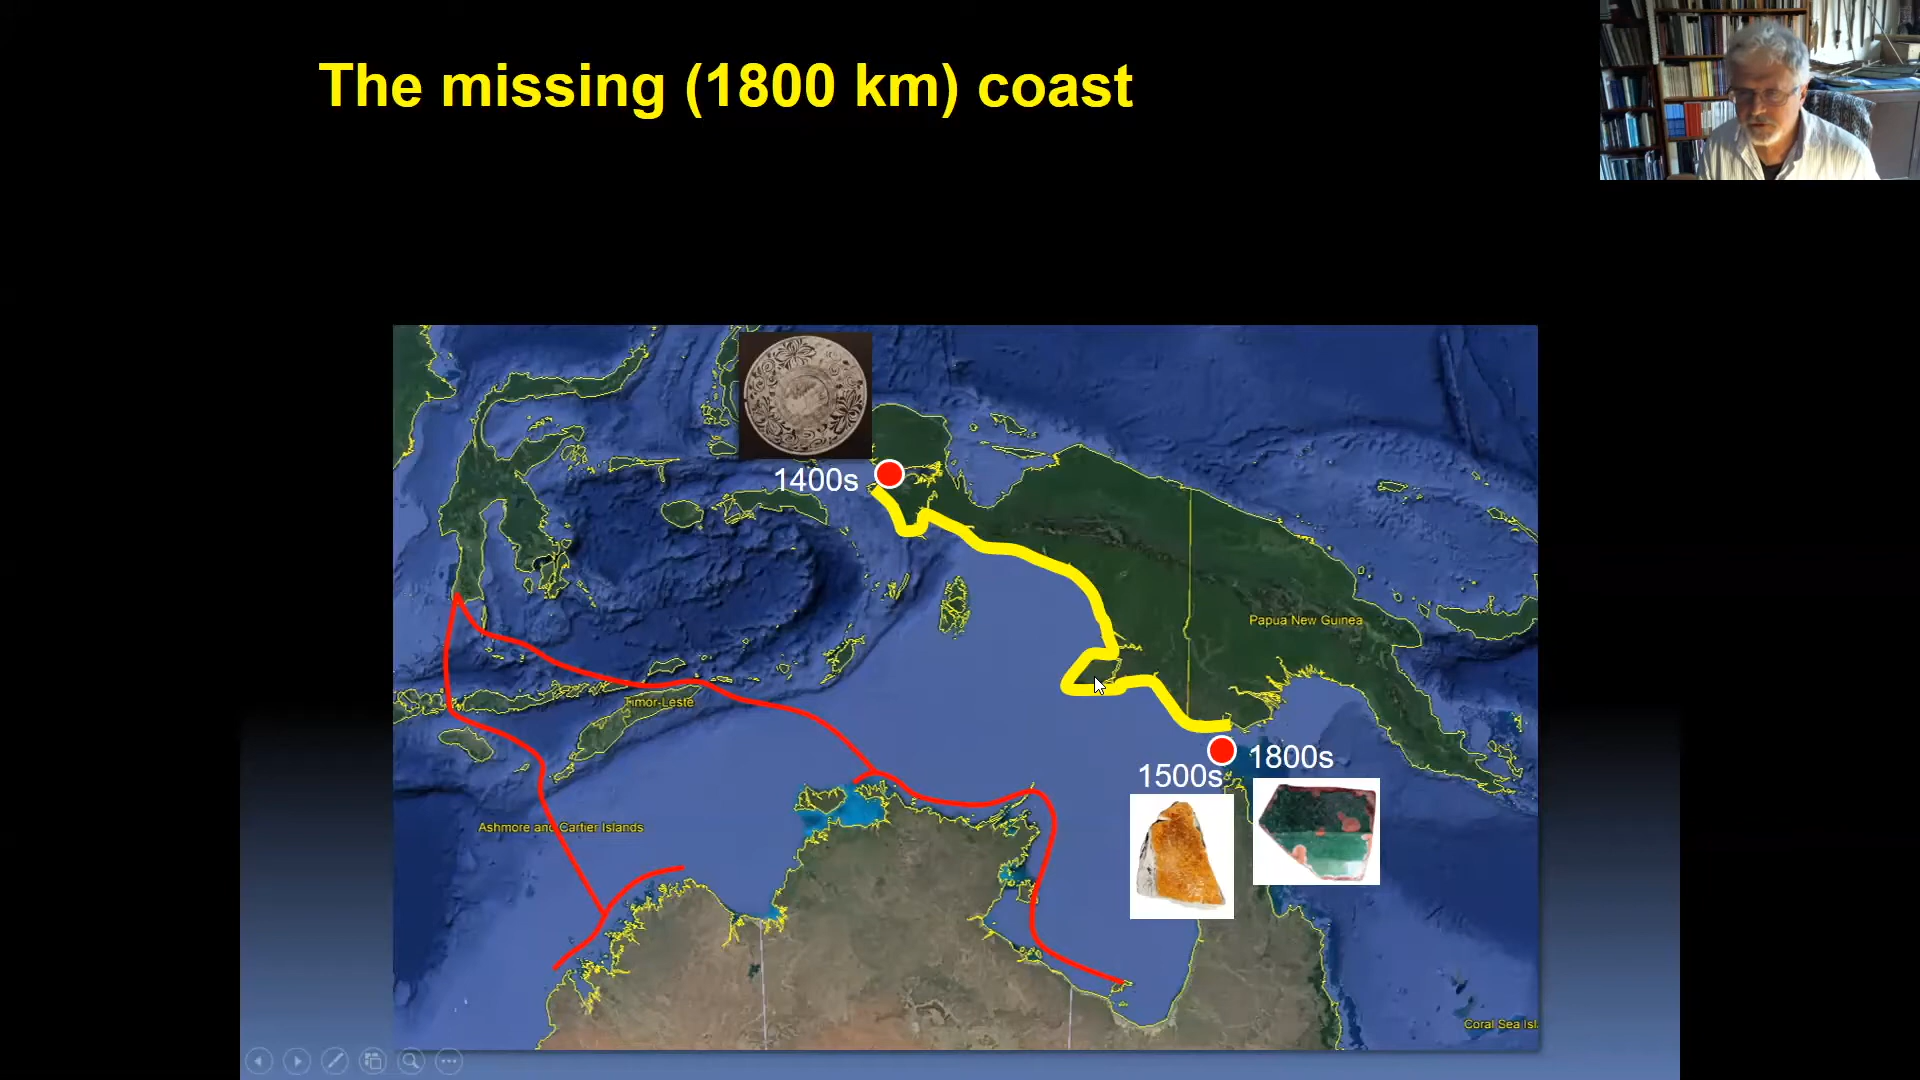 The missing (1800 km) coast
1400s
Papua New Guinea
Timor-Leste
1800s
1500s
Ashmore and Cartier Islands
Coral Sea Isl